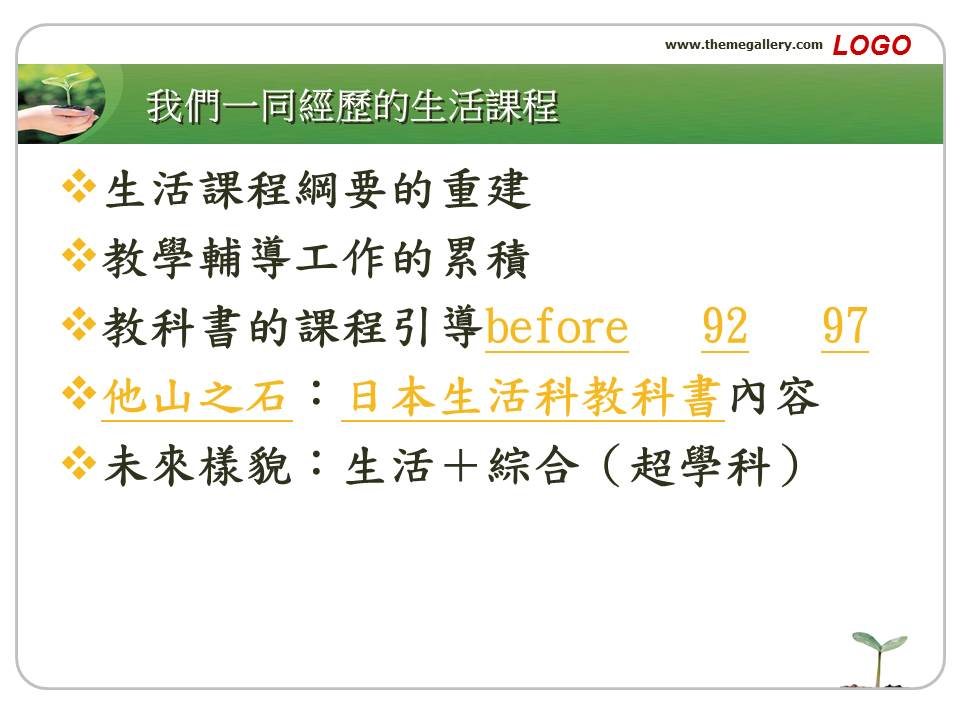 www.themegallery.com LOGO
我們一同經歷的生活課程
生活課程綱要的重建
教學輔導工作的累積
教科書的課程引導before 92 97
他山之石：日本生活科教科書內容
未來樣貌：生活＋綜合（超學科）